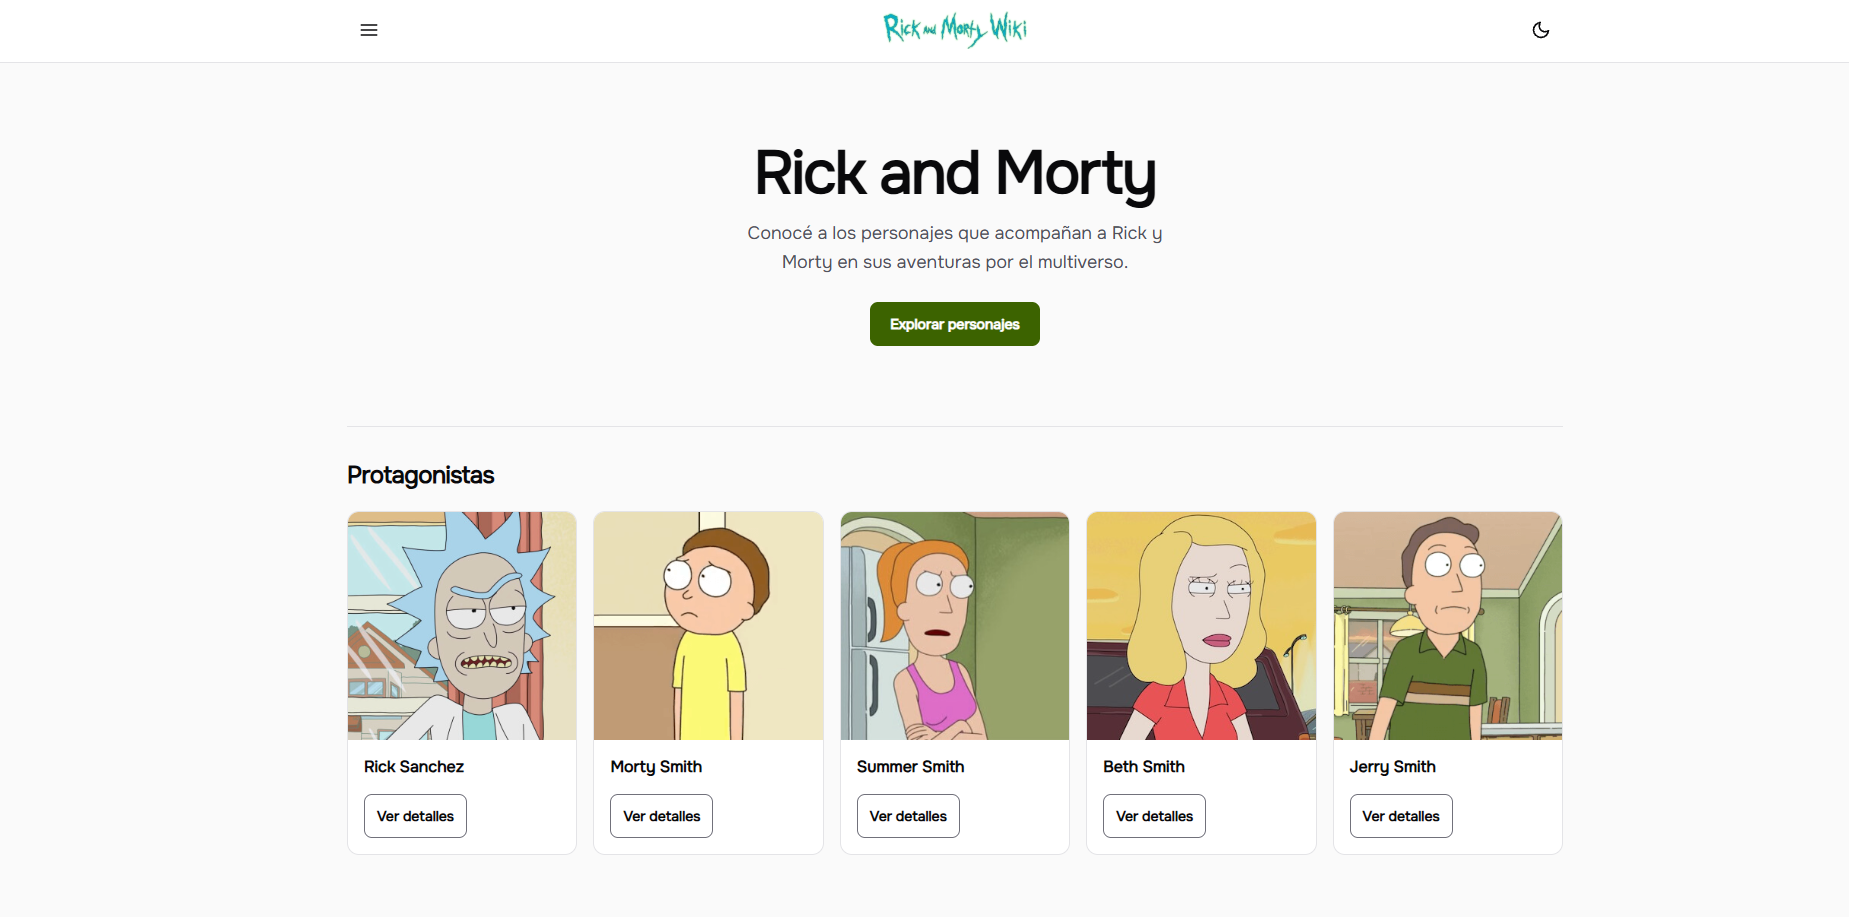 Rick and Morty Wiki
Rick and Morty
Conocé a los personajes que acompañan a Rick y
Morty en sus aventuras por el multiverso.
Explorar personajes
Protagonistas
Rick Sanchez
Morty Smith
Summer Smith
Beth Smith
Jerry Smith
Ver detalles
Ver detalles
Ver detalles
Ver detalles
Ver detalles